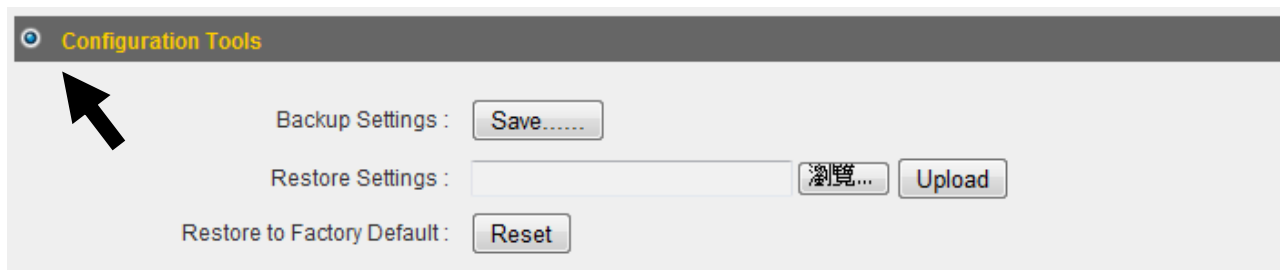 Configuration Tools
Backup Settings : Save......
Restore Settings : 瀏覽... Upload
Restore to Factory Default : Reset